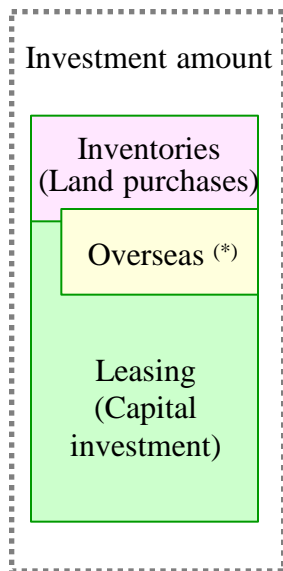 Investment amount
Inventories
(Land purchases)
Overseas (*)
Leasing
(Capital
investment)